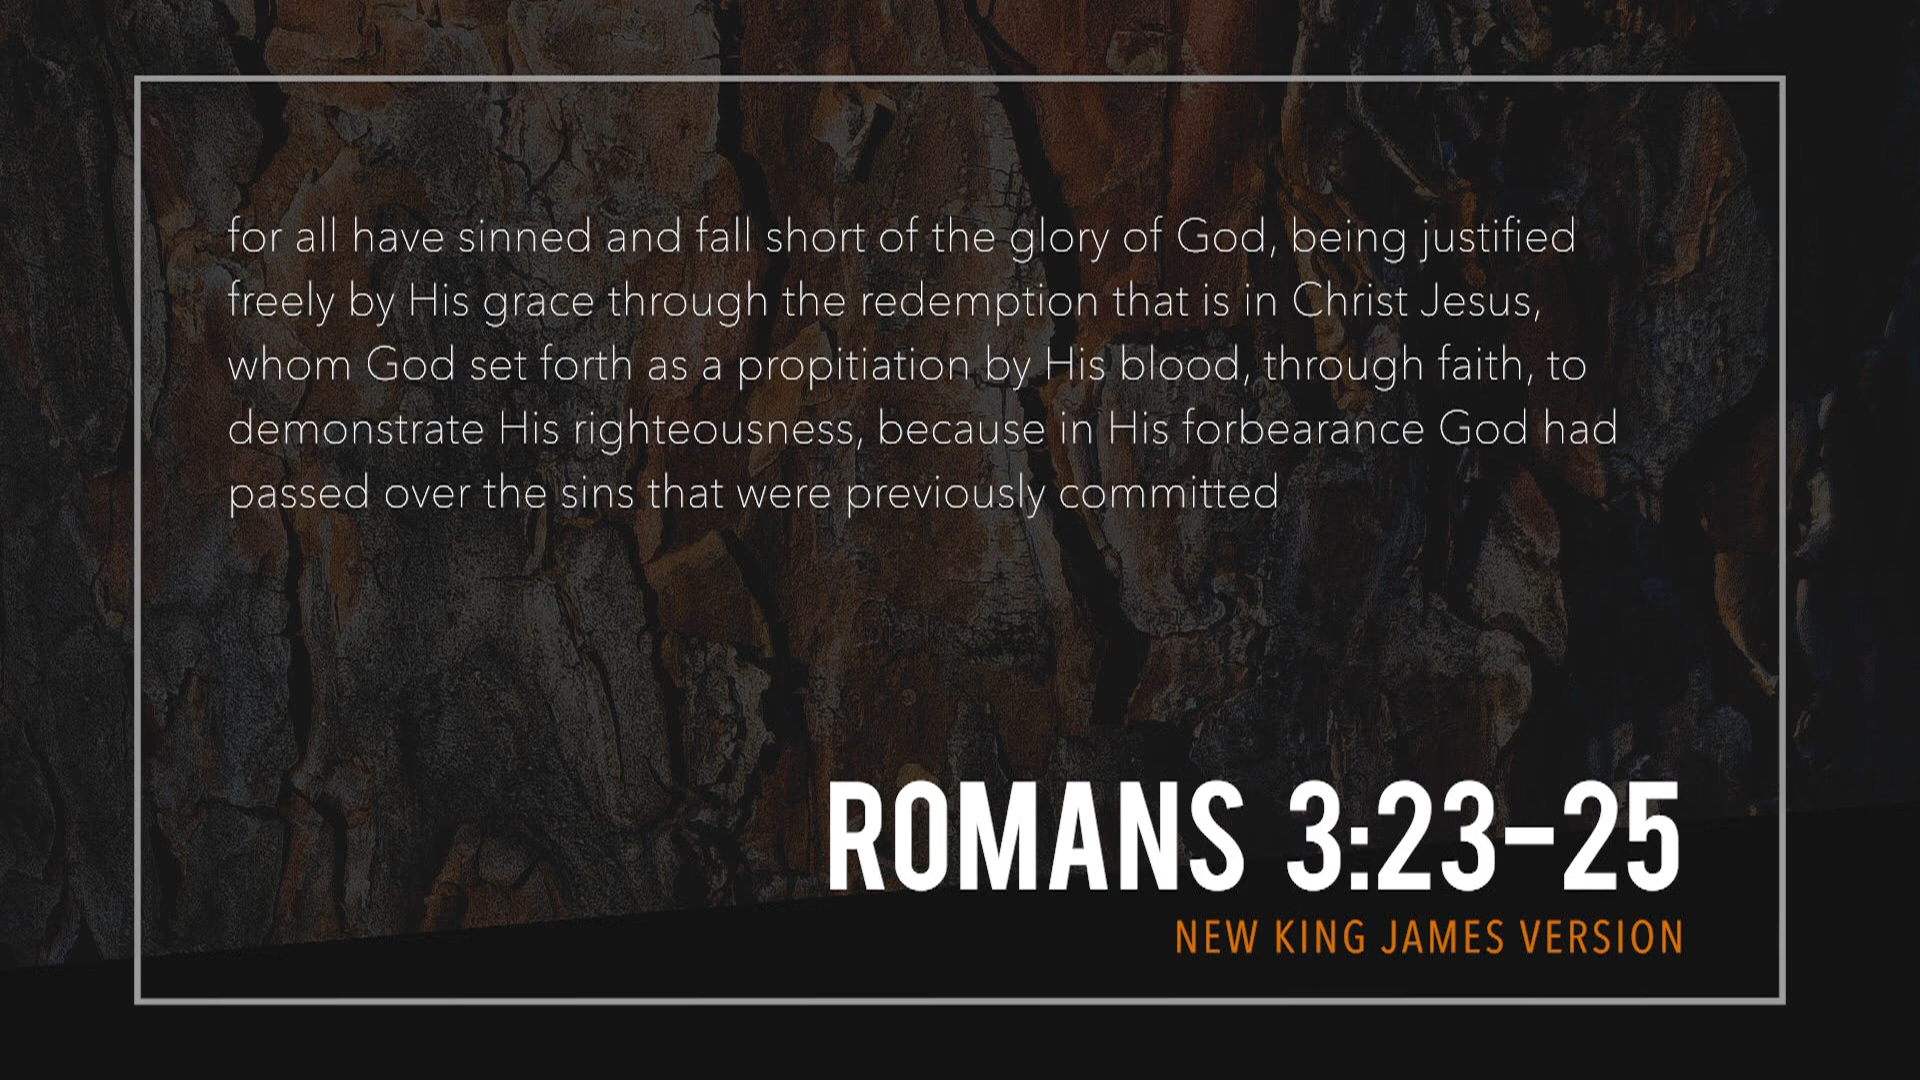 for all have sinned and fall short of the glory of God, being justified
freely by His grace through the redemption that is in Christ Jesus,
whom God set forth as a propitiation by His blood, through faith, to
demonstrate His righteousness, because in His forbearance God had
passed over the sins that were previously committed
ROMANS 3:23–25
NEW KING JAMES VERSION